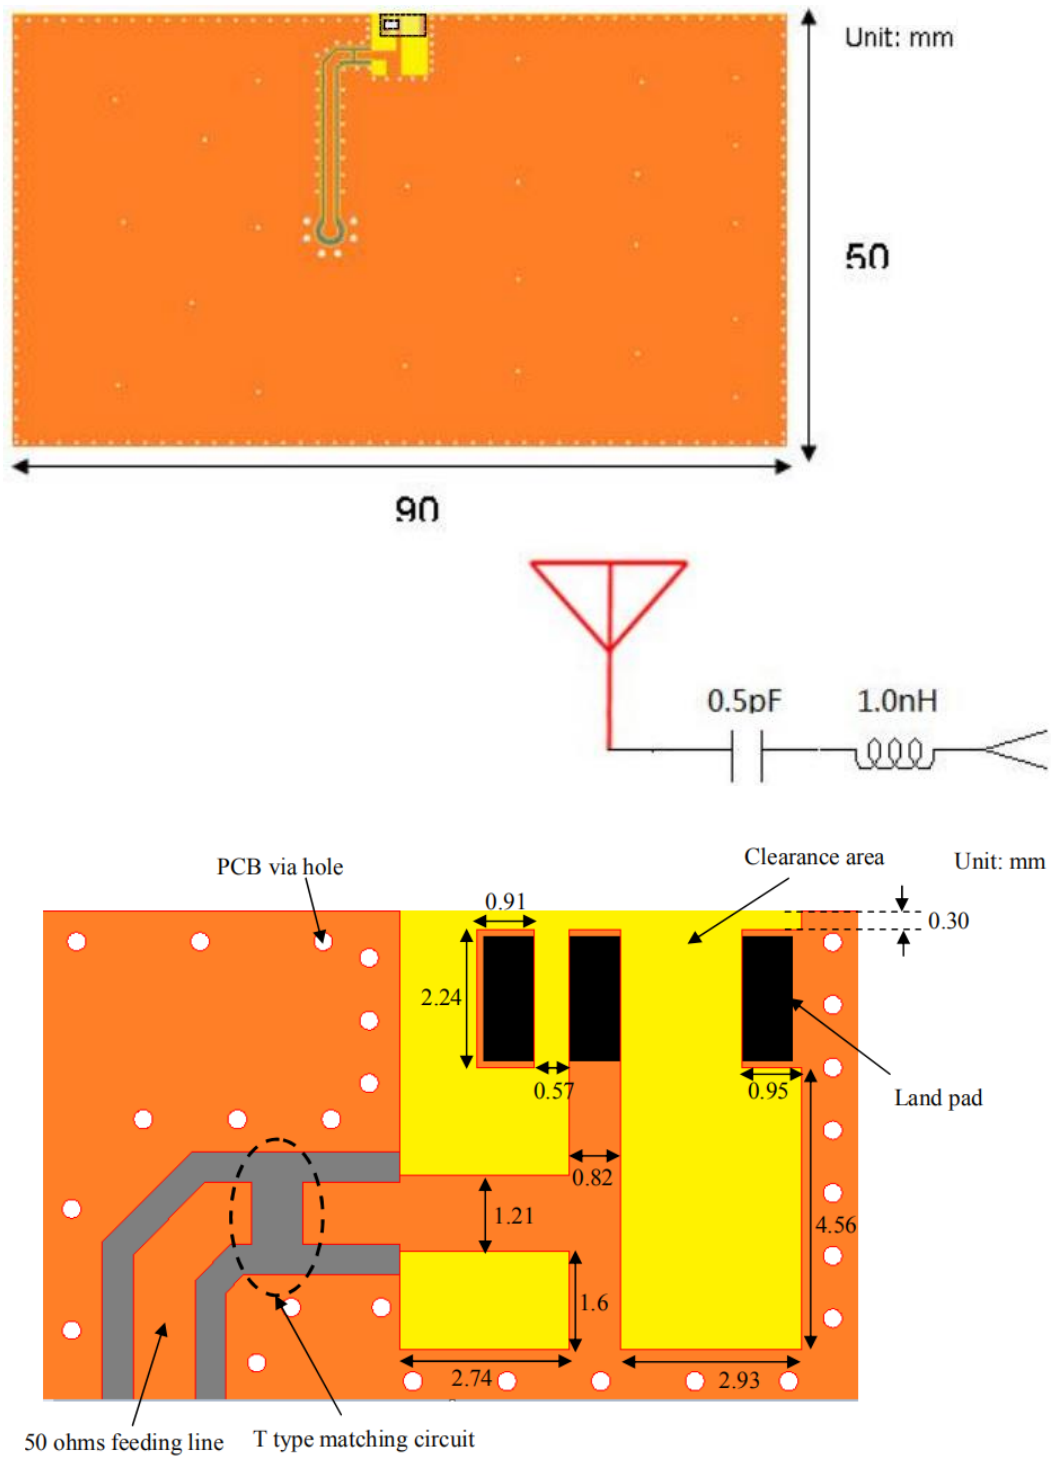 Unit: mm
50
90
0.5pF
1.0nH
PCB via hole
Clearance area
Unit: mm
0.91
0.30
2.24
0.57
0.95
Land pad
0.82
1.21
4.56
1.6
2.74
2.93
50 ohms feeding line
T type matching circuit